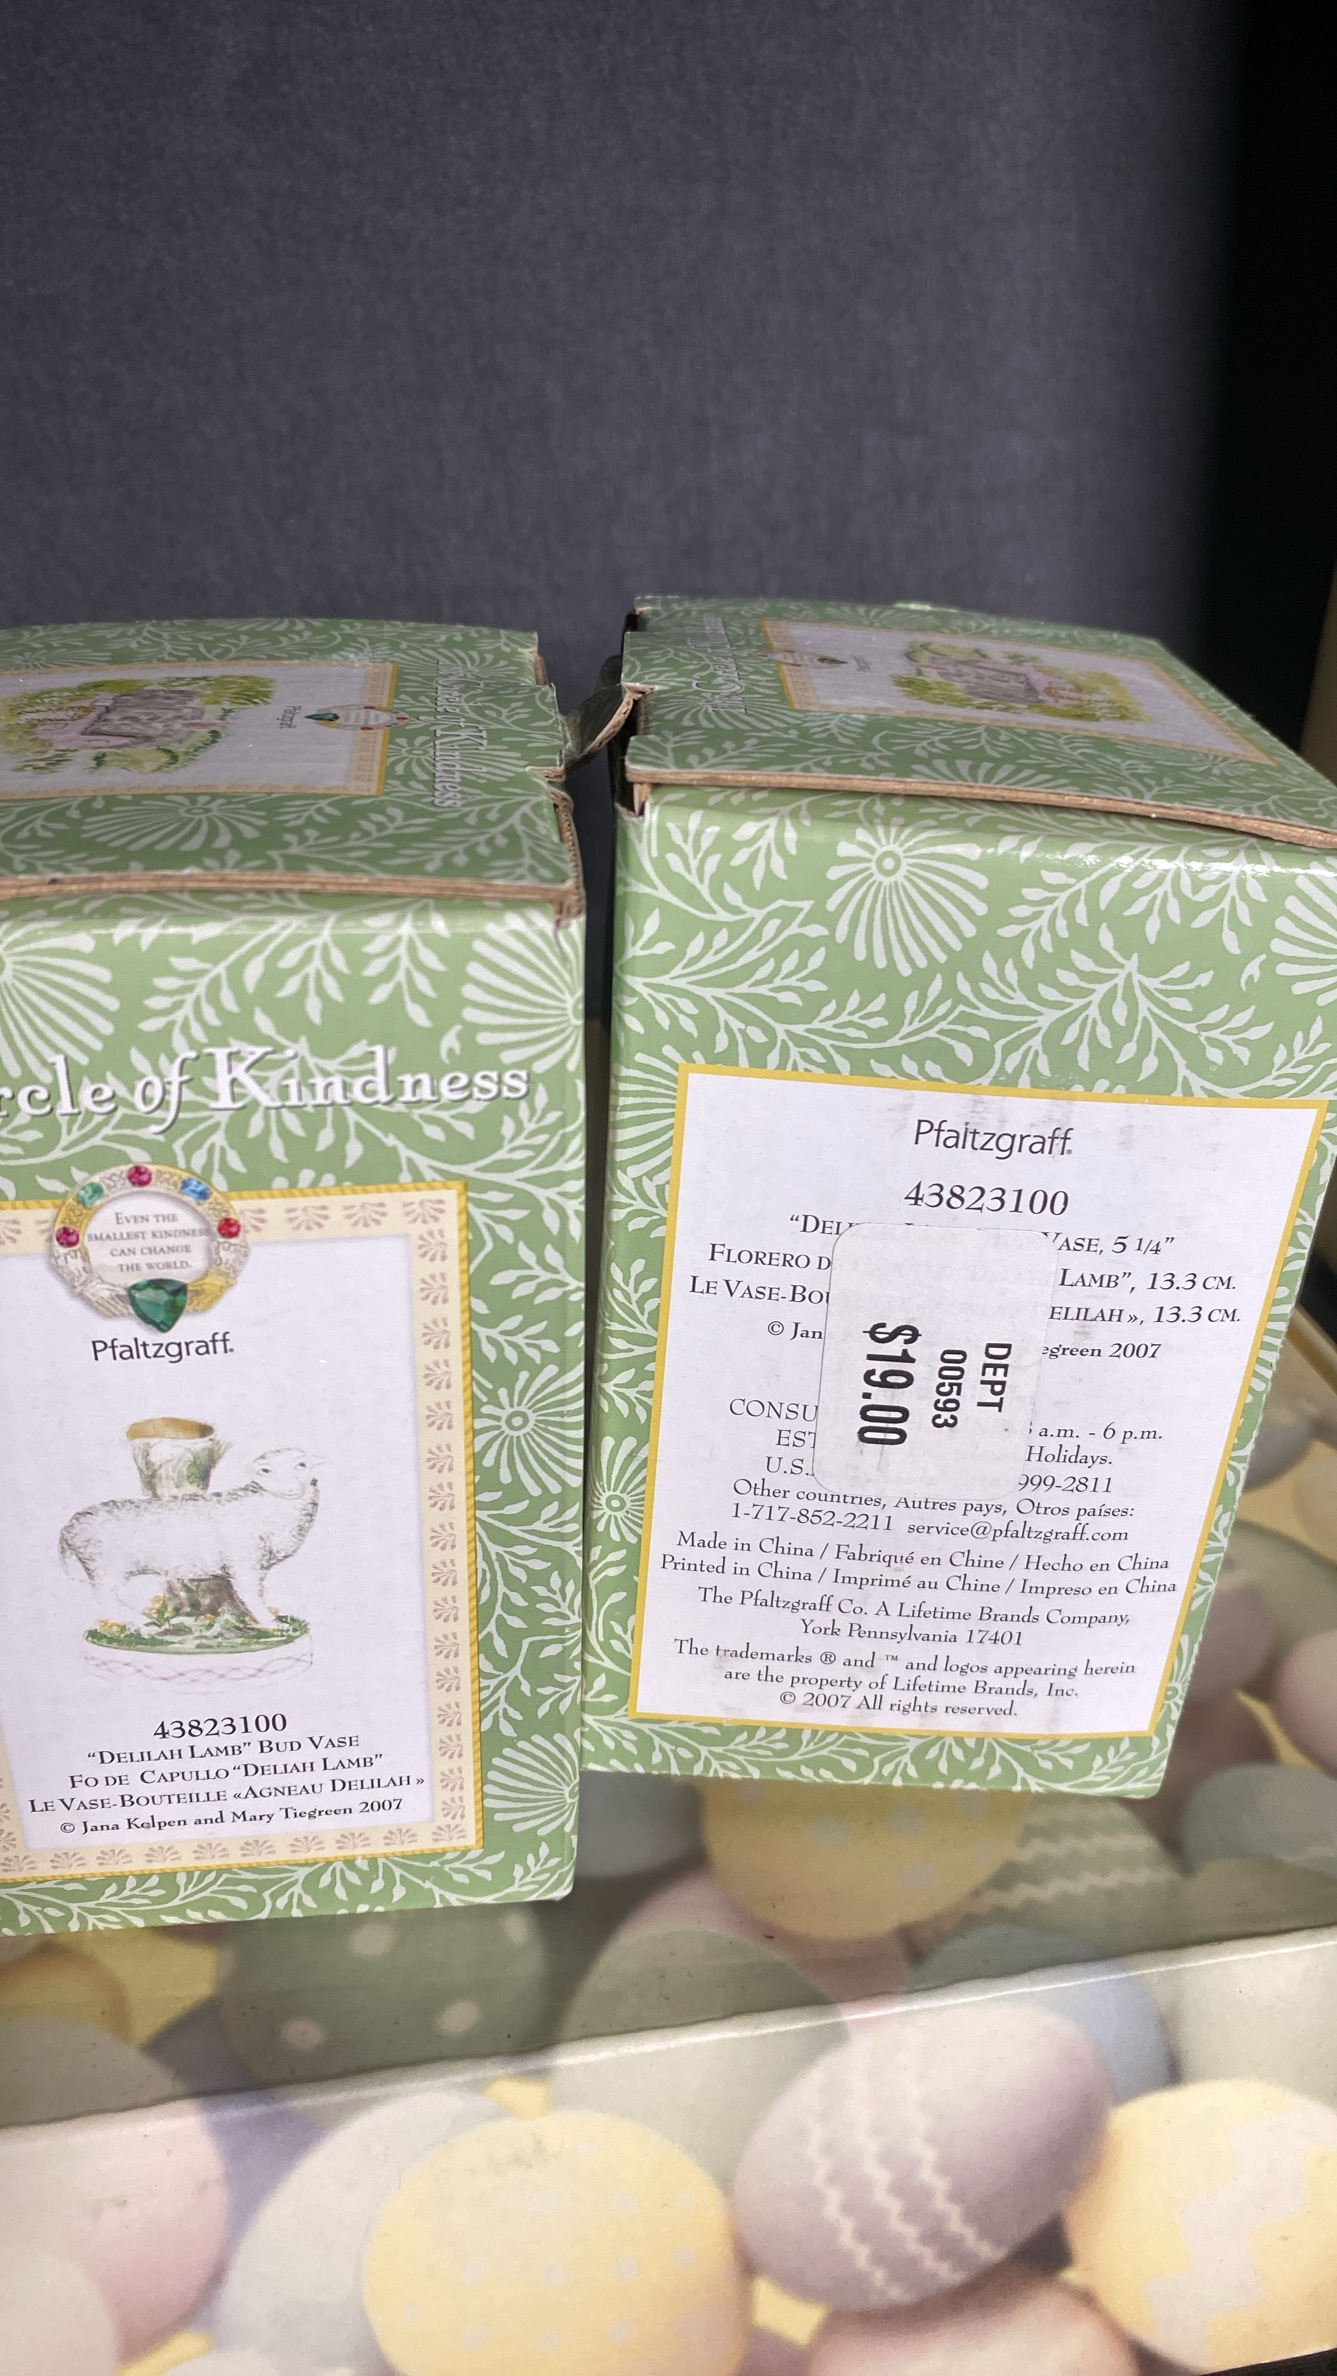 Circle of Kindness
Pfaltzgraff
Pfaltzgraff
rcle of Kindness
EVEN THE
SMALLEST KINDNESS
CAN CHANGE
THE WORLD.
Pfaltzgraff®
43823100
"DELILAH LAMB" BUD VASE
FO DE CAPULLO "DELIAH LAMB"
LE VASE-BOUTEILLE «AGNEAU DELILAH»
© Jana Kolpen and Mary Tiegreen 2007
Pfaltzgraff®
43823100
"DELI VASE, 5 1/4"
FLORERO D LAMB", 13.3 CM.
LE VASE-BOU ELILAH», 13.3 CM.
© Jan egreen 2007
CONSU a.m. - 6 p.m.
EST Holidays.
U.S. 999-2811
Other countries, Autres pays, Otros países:
1-717-852-2211 service@pfaltzgraff.com
Made in China / Fabriqué en Chine / Hecho en China
Printed in China / Imprimé au Chine / Impreso en China
The Pfaltzgraff Co. A Lifetime Brands Company,
York Pennsylvania 17401
The trademarks ® and ™ and logos appearing herein
are the property of Lifetime Brands, Inc.
© 2007 All rights reserved.
DEPT
00593
$19.00